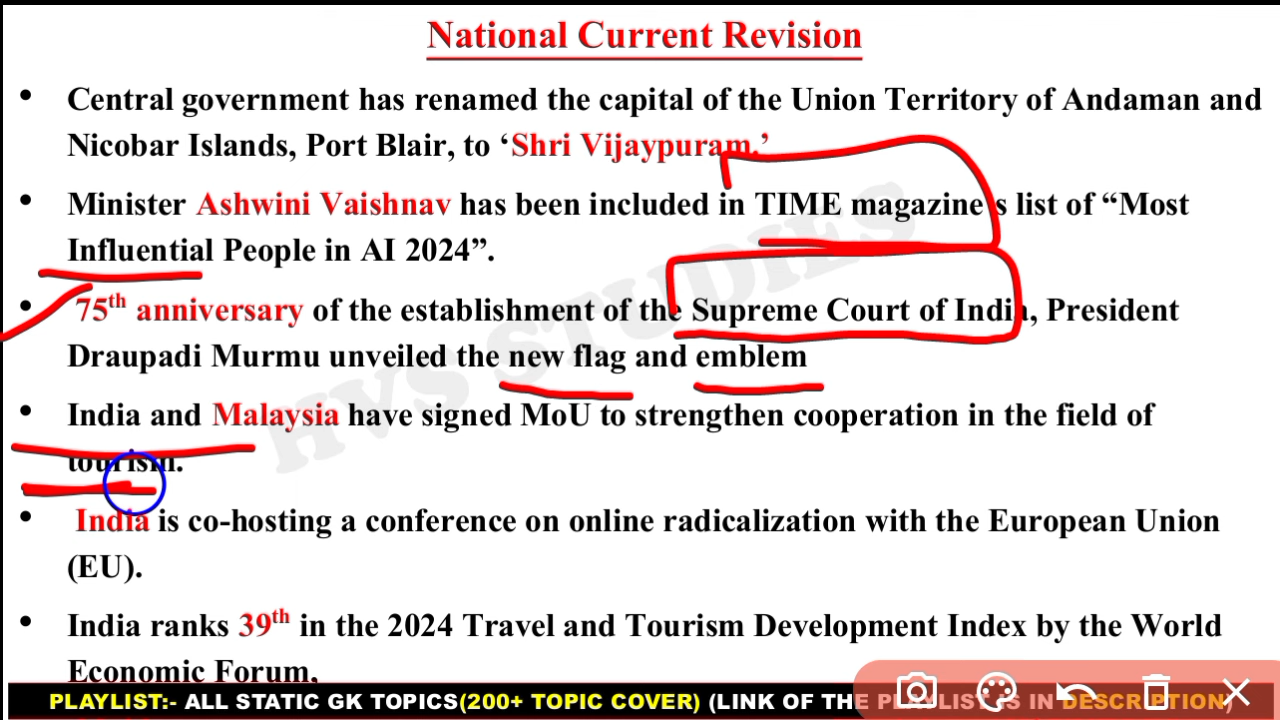 National Current Revision
• Central government has renamed the capital of the Union Territory of Andaman and
Nicobar Islands, Port Blair, to ‘Shri Vijaypuram.’
• Minister Ashwini Vaishnav has been included in TIME magazine s list of “Most
Influential People in AI 2024”.
• 75th anniversary of the establishment of the Supreme Court of India, President
Draupadi Murmu unveiled the new flag and emblem
• India and Malaysia have signed MoU to strengthen cooperation in the field of
tourism.
• India is co-hosting a conference on online radicalization with the European Union
(EU).
• India ranks 39th in the 2024 Travel and Tourism Development Index by the World
Economic Forum,
HVS STUDIES
PLAYLIST:- ALL STATIC GK TOPICS(200+ TOPIC COVER) (LINK OF THE PLAYLIST IS IN DESCRIPTION)